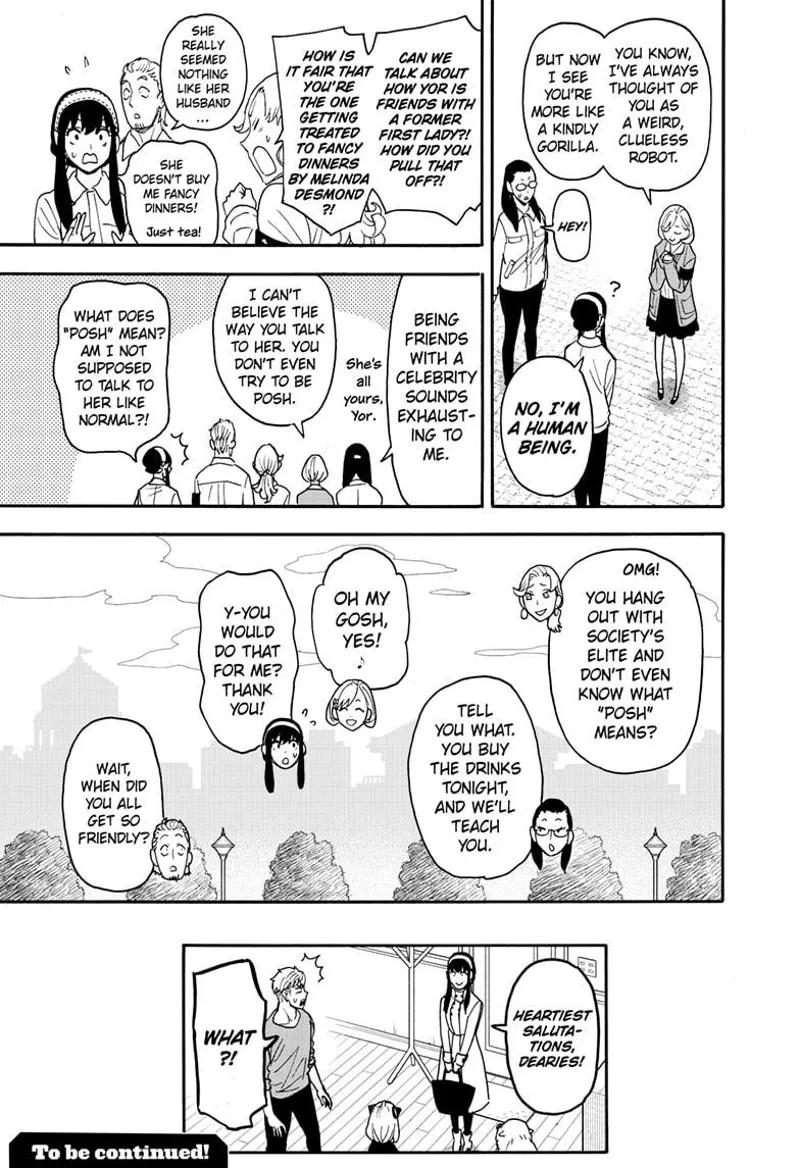 YOU KNOW,
I'VE ALWAYS
THOUGHT OF
YOU AS
A WEIRD,
CLUELESS
ROBOT.
BUT NOW
I SEE
YOU'RE
MORE LIKE
A KINDLY
GORILLA.
HEY!
?
NO, I'M
A HUMAN
BEING.
CAN WE
TALK ABOUT
HOW YOR IS
FRIENDS WITH
A FORMER
FIRST LADY?!
HOW DID YOU
PULL THAT
OFF?!
HOW IS
IT FAIR THAT
YOU'RE
THE ONE
GETTING
TREATED
TO FANCY
DINNERS
BY MELINDA
DESMOND
?!
SHE
REALLY
SEEMED
NOTHING
LIKE HER
HUSBAND
...
SHE
DOESN'T BUY
ME FANCY
DINNERS!
Just tea!
BEING
FRIENDS
WITH A
CELEBRITY
SOUNDS
EXHAUST-
ING TO
ME.
She's
all
yours,
Yor.
I CAN'T
BELIEVE THE
WAY YOU TALK
TO HER. YOU
DON'T EVEN
TRY TO BE
POSH.
WHAT DOES
"POSH" MEAN?
AM I NOT
SUPPOSED
TO TALK TO
HER LIKE
NORMAL?!
OMG!
YOU HANG
OUT WITH
SOCIETY'S
ELITE AND
DON'T EVEN
KNOW WHAT
"POSH"
MEANS?
TELL
YOU WHAT.
YOU BUY
THE DRINKS
TONIGHT,
AND WE'LL
TEACH
YOU.
OH MY
GOSH,
YES!
♪
Y-YOU
WOULD
DO THAT
FOR ME?
THANK
YOU!
WAIT,
WHEN DID
YOU ALL
GET SO
FRIENDLY?
HEARTIEST
SALUTA-
TIONS,
DEARIES!
WHAT
?!
To be continued!